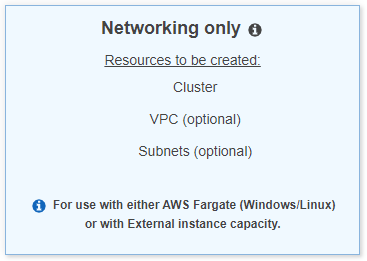 Networking only
Resources to be created:
Cluster
VPC (optional)
Subnets (optional)
For use with either AWS Fargate (Windows/Linux)
or with External instance capacity.